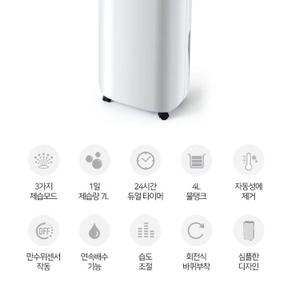 3가지
제습모드
1일
제습량 7L
24시간
듀얼 타이머
4L
물탱크
자동성에
제거
OFF
만수위센서
작동
연속배수
기능
습도
조절
회전식
바퀴부착
심플한
디자인